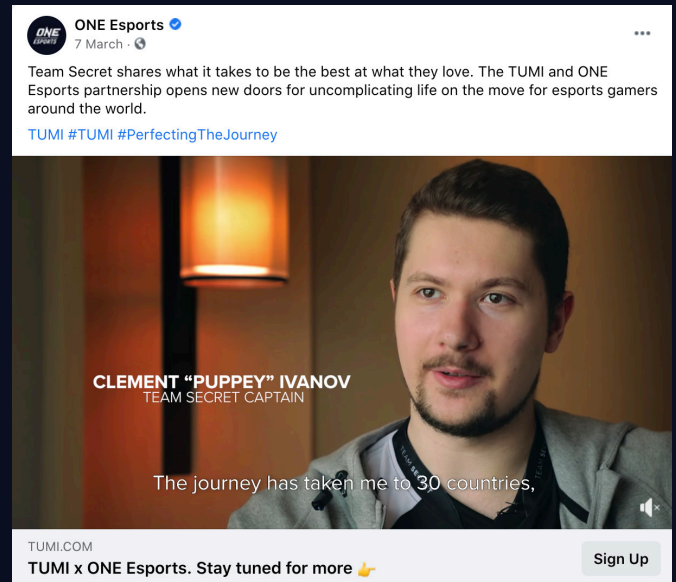 ONE
ESPORTS
ONE Esports
7 March ·
Team Secret shares what it takes to be the best at what they love. The TUMI and ONE
Esports partnership opens new doors for uncomplicating life on the move for esports gamers
around the world.
TUMI #TUMI #PerfectingTheJourney
CLEMENT “PUPPEY” IVANOV
TEAM SECRET CAPTAIN
The journey has taken me to 30 countries,
TUMI.COM
TUMI x ONE Esports. Stay tuned for more 👉
Sign Up